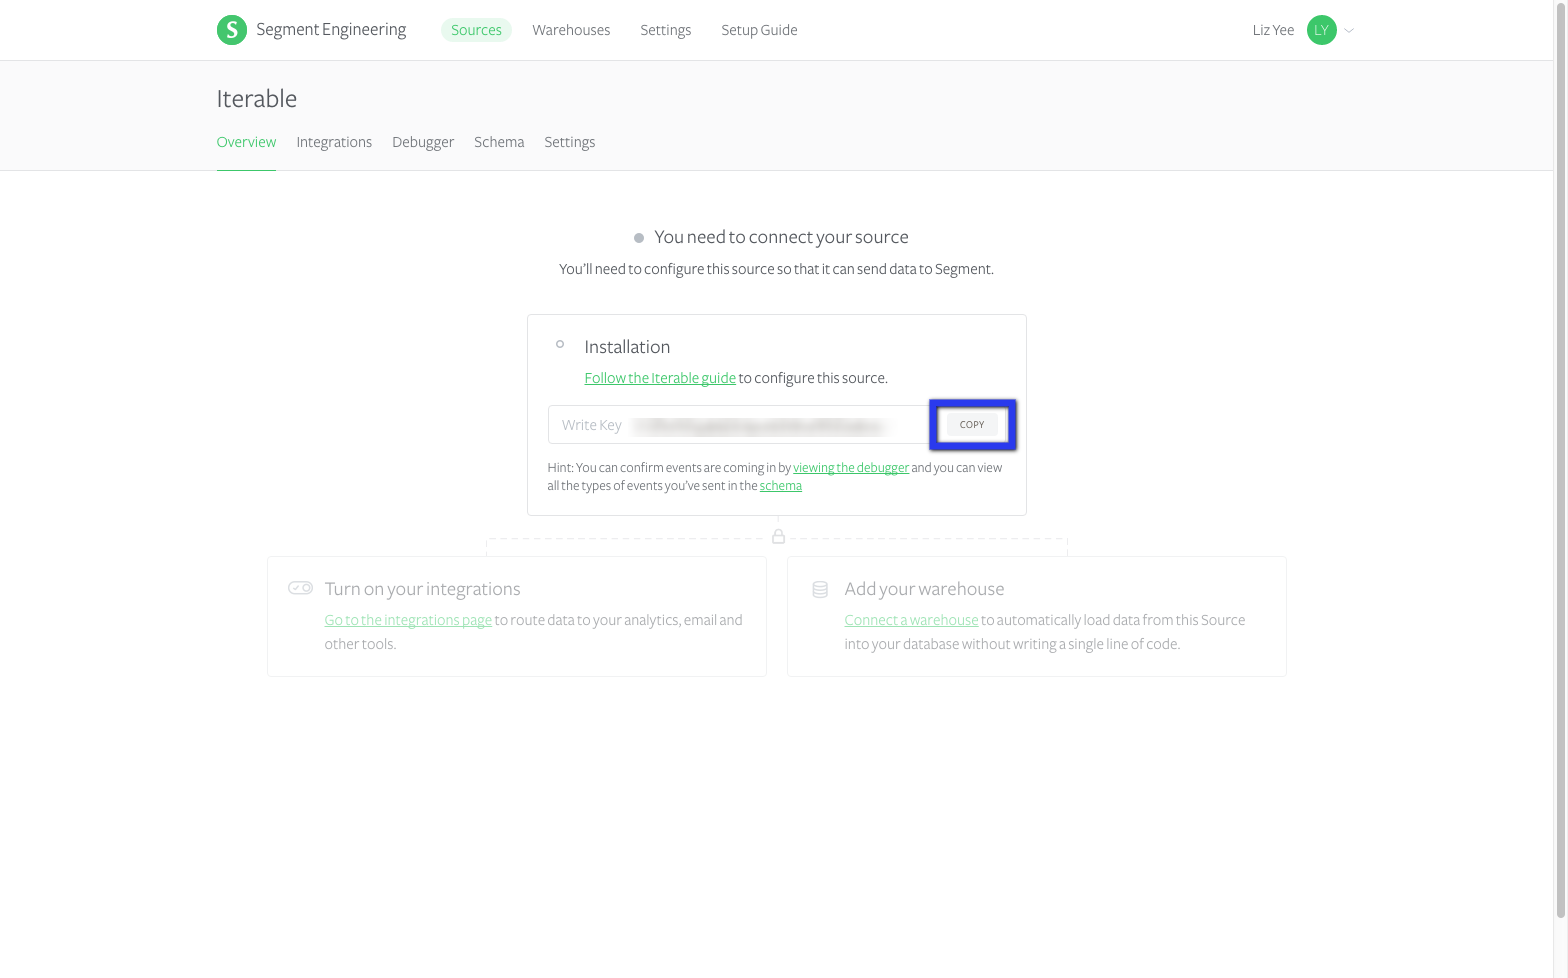 S Segment Engineering Sources Warehouses Settings Setup Guide Liz Yee LY
Iterable
Overview Integrations Debugger Schema Settings
You need to connect your source
You'll need to configure this source so that it can send data to Segment.
Installation
Follow the Iterable guide to configure this source.
Write Key COPY
Hint: You can confirm events are coming in by viewing the debugger and you can view
all the types of events you've sent in the schema
Turn on your integrations
Go to the integrations page to route data to your analytics, email and
other tools.
Add your warehouse
Connect a warehouse to automatically load data from this Source
into your database without writing a single line of code.